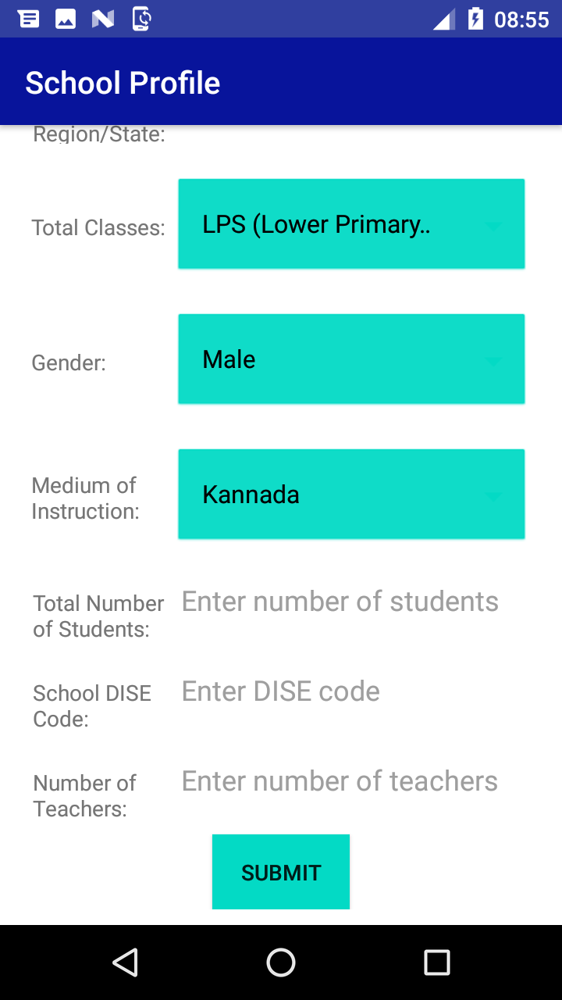 08:55
School Profile
Region/State:
Total Classes:
LPS (Lower Primary..
Gender:
Male
Medium of
Instruction:
Kannada
Total Number
of Students:
Enter number of students
School DISE
Code:
Enter DISE code
Number of
Teachers:
Enter number of teachers
SUBMIT